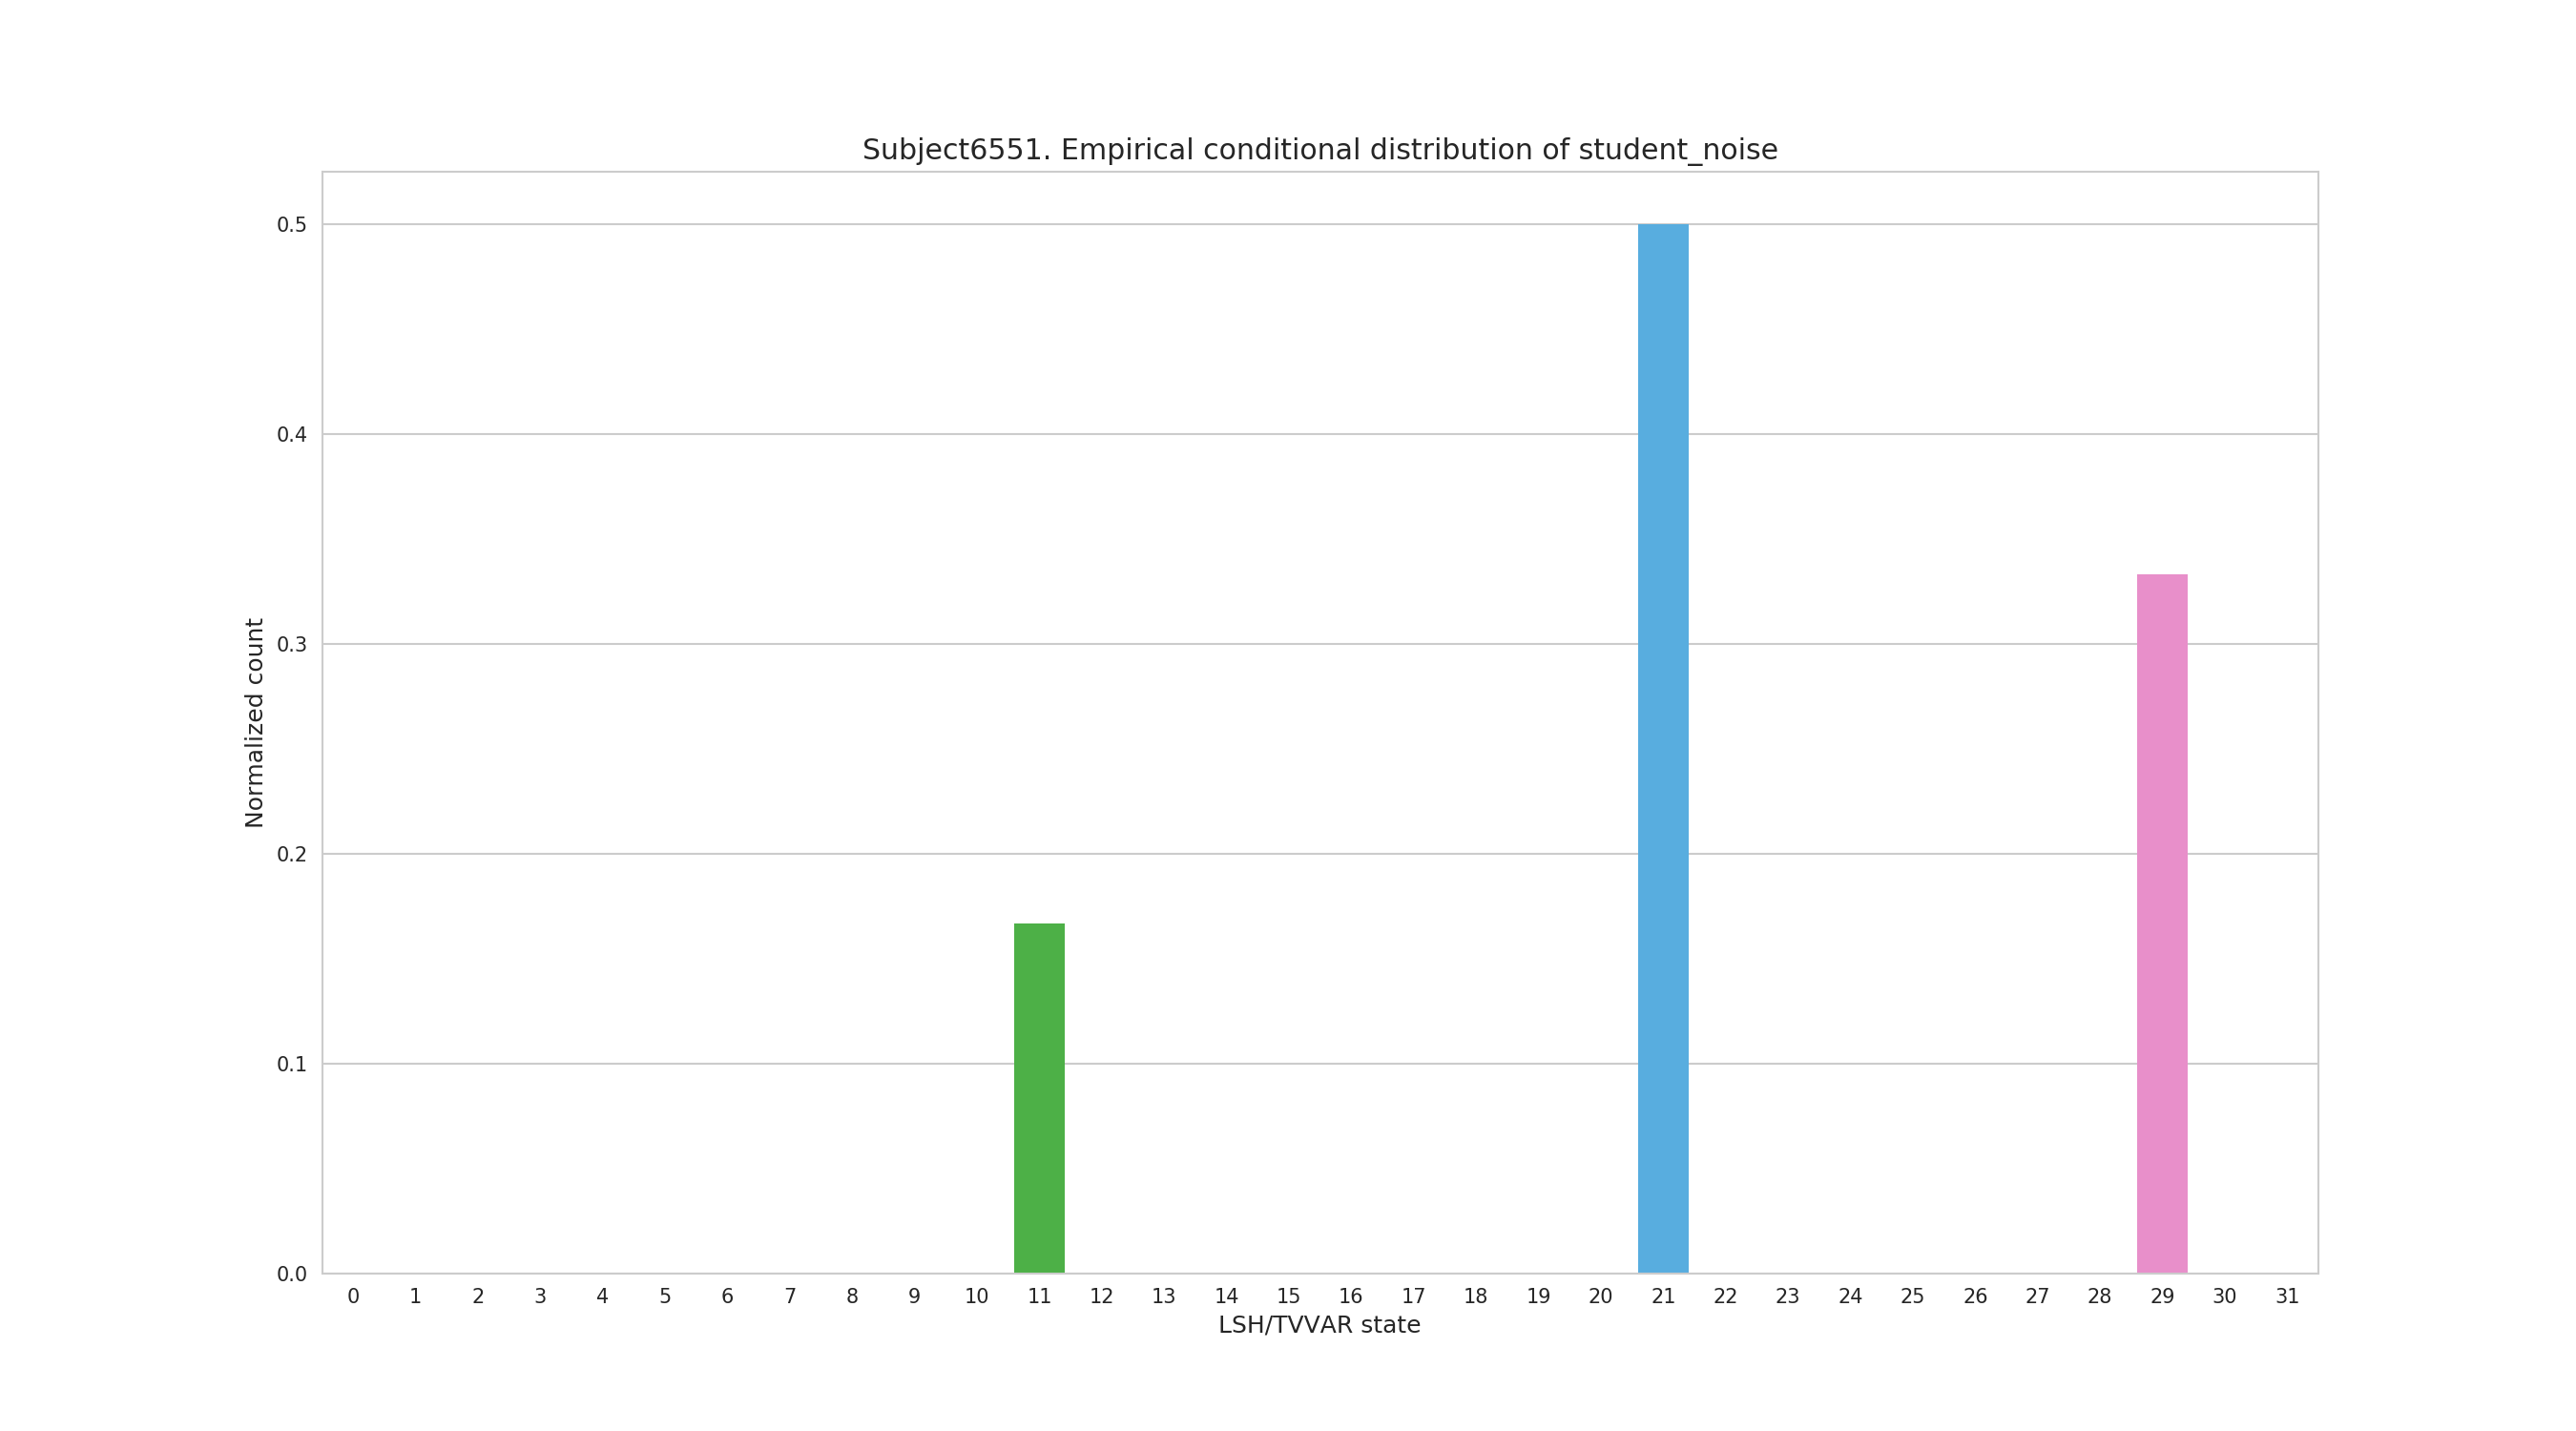 Subject6551. Empirical conditional distribution of student_noise
0.5
0.4
0.3
0.2
0.1
0.0
Normalized count
0 1 2 3 4 5 6 7 8 9 10 11 12 13 14 15 16 17 18 19 20 21 22 23 24 25 26 27 28 29 30 31
LSH/TVVAR state